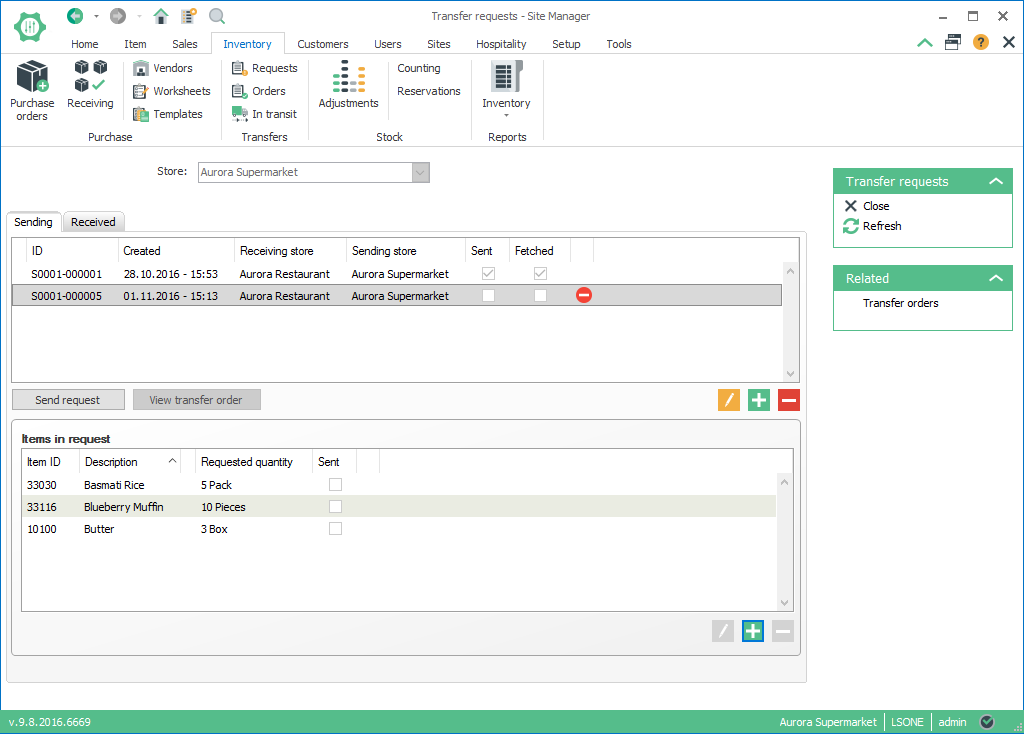 Transfer requests - Site Manager
Home Item Sales Inventory Customers Users Sites Hospitality Setup Tools
?
Purchase orders
Receiving
Vendors
Worksheets
Templates
Purchase
Requests
Orders
In transit
Transfers
Adjustments
Counting
Reservations
Stock
Inventory
Reports
Store: Aurora Supermarket
Sending Received
ID Created Receiving store Sending store Sent Fetched
S0001-000001 28.10.2016 - 15:53 Aurora Restaurant Aurora Supermarket
S0001-000005 01.11.2016 - 15:13 Aurora Restaurant Aurora Supermarket
Send request View transfer order
Items in request
Item ID Description Requested quantity Sent
33030 Basmati Rice 5 Pack
33116 Blueberry Muffin 10 Pieces
10100 Butter 3 Box
Transfer requests
Close
Refresh
Related
Transfer orders
v.9.8.2016.6669 Aurora Supermarket LSONE admin